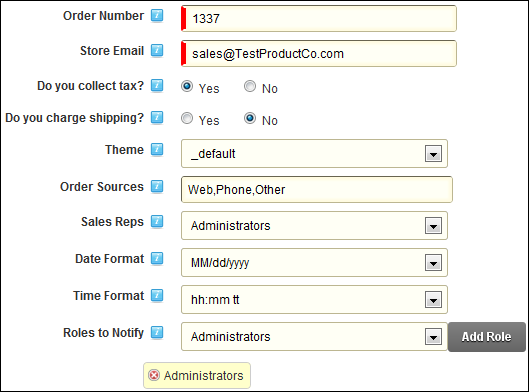 Order Number 1337
Store Email sales@TestProductCo.com
Do you collect tax? Yes No
Do you charge shipping? Yes No
Theme _default
Order Sources Web,Phone,Other
Sales Reps Administrators
Date Format MM/dd/yyyy
Time Format hh:mm tt
Roles to Notify Administrators Add Role
Administrators